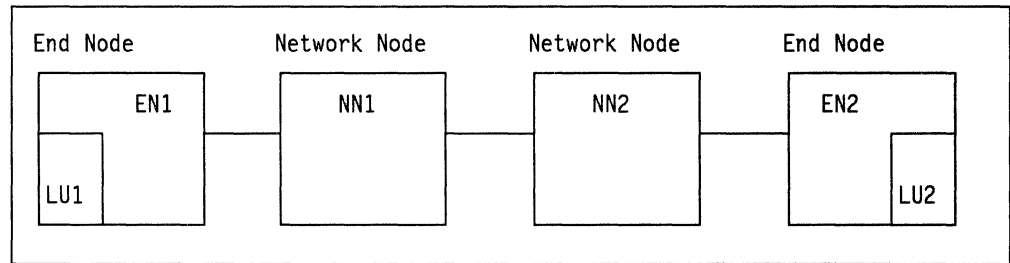 End Node Network Node Network Node End Node
EN1 NN1 NN2 EN2
LU1 LU2